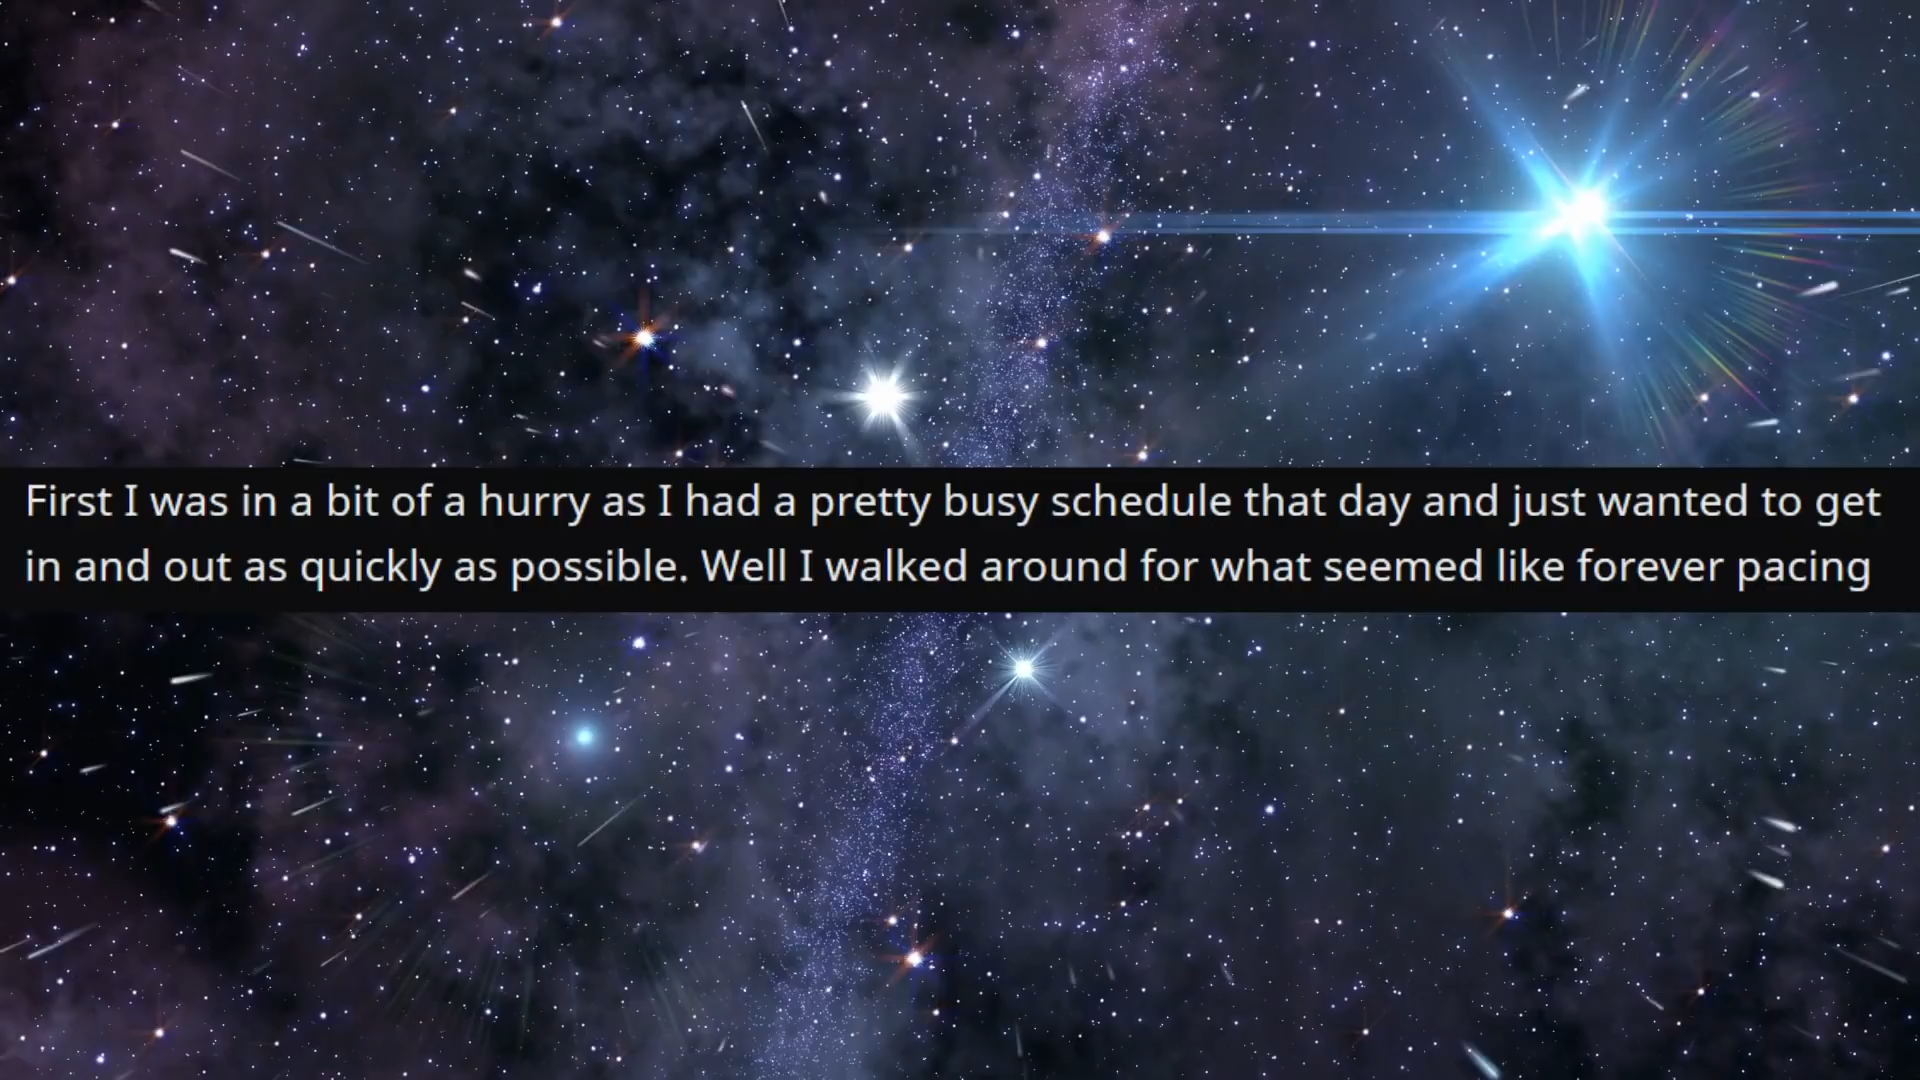 First I was in a bit of a hurry as I had a pretty busy schedule that day and just wanted to get
in and out as quickly as possible. Well I walked around for what seemed like forever pacing